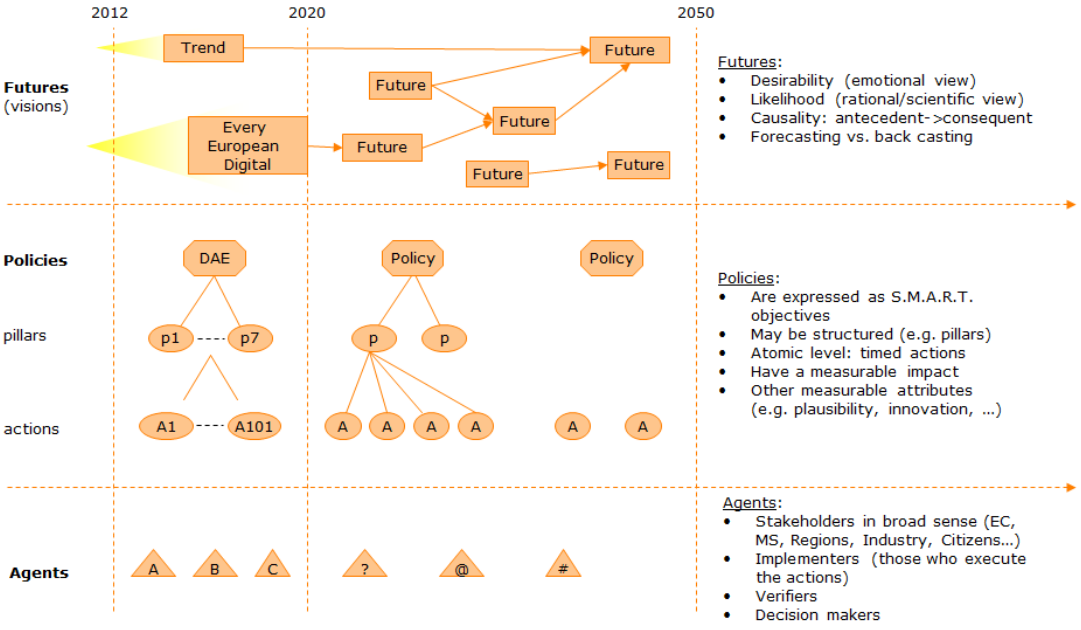 2012 2020 2050
Trend
Future
Futures
(visions)
Future
Future
Every
European
Digital
Future
Future
Future
Futures:
• Desirability (emotional view)
• Likelihood (rational/scientific view)
• Causality: antecedent->consequent
• Forecasting vs. back casting
Policies
DAE
Policy
Policy
pillars
p1 ---- p7
p
p
actions
A1 ---- A101
A
A
A
A
A
A
Policies:
• Are expressed as S.M.A.R.T.
objectives
• May be structured (e.g. pillars)
• Atomic level: timed actions
• Have a measurable impact
• Other measurable attributes
(e.g. plausibility, innovation, …)
Agents
A
B
C
?
@
#
Agents:
• Stakeholders in broad sense (EC,
MS, Regions, Industry, Citizens…)
• Implementers (those who execute
the actions)
• Verifiers
• Decision makers